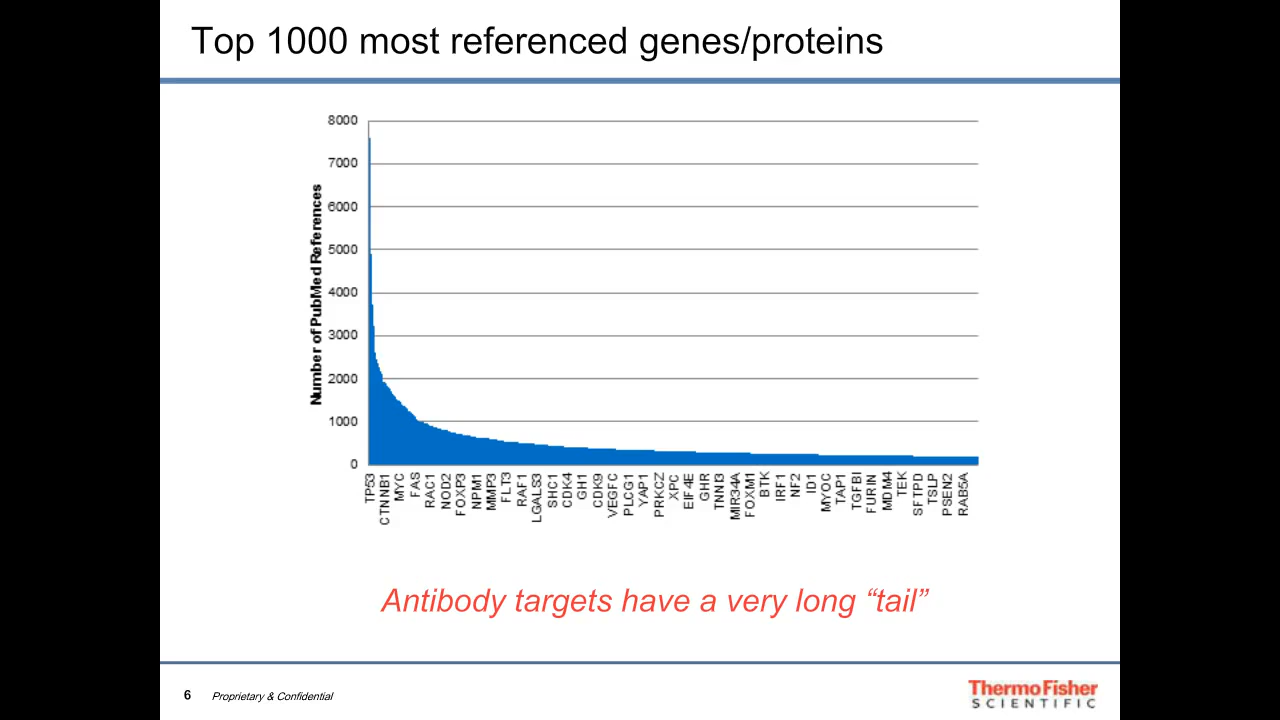 Top 1000 most referenced genes/proteins
Number of PubMed References
8000
7000
6000
5000
4000
3000
2000
1000
0
TP53
CTNNB1
MYC
FAS
RAC1
NOD2
FOXP3
NPM1
MMP3
FLT3
RAF1
LGALS3
SHC1
CDK4
GH1
CDK9
VEGFC
PLCG1
YAP1
PRKCZ
XPC
EIF4E
GHR
TNNI3
MIR34A
FOXM1
BTK
IRF1
NF2
ID1
MYOC
TAP1
TGFBI
FURIN
MDM4
TEK
SFTPD
TSLP
PSEN2
RAB5A
Antibody targets have a very long “tail”
6 Proprietary & Confidential
ThermoFisher
SCIENTIFIC